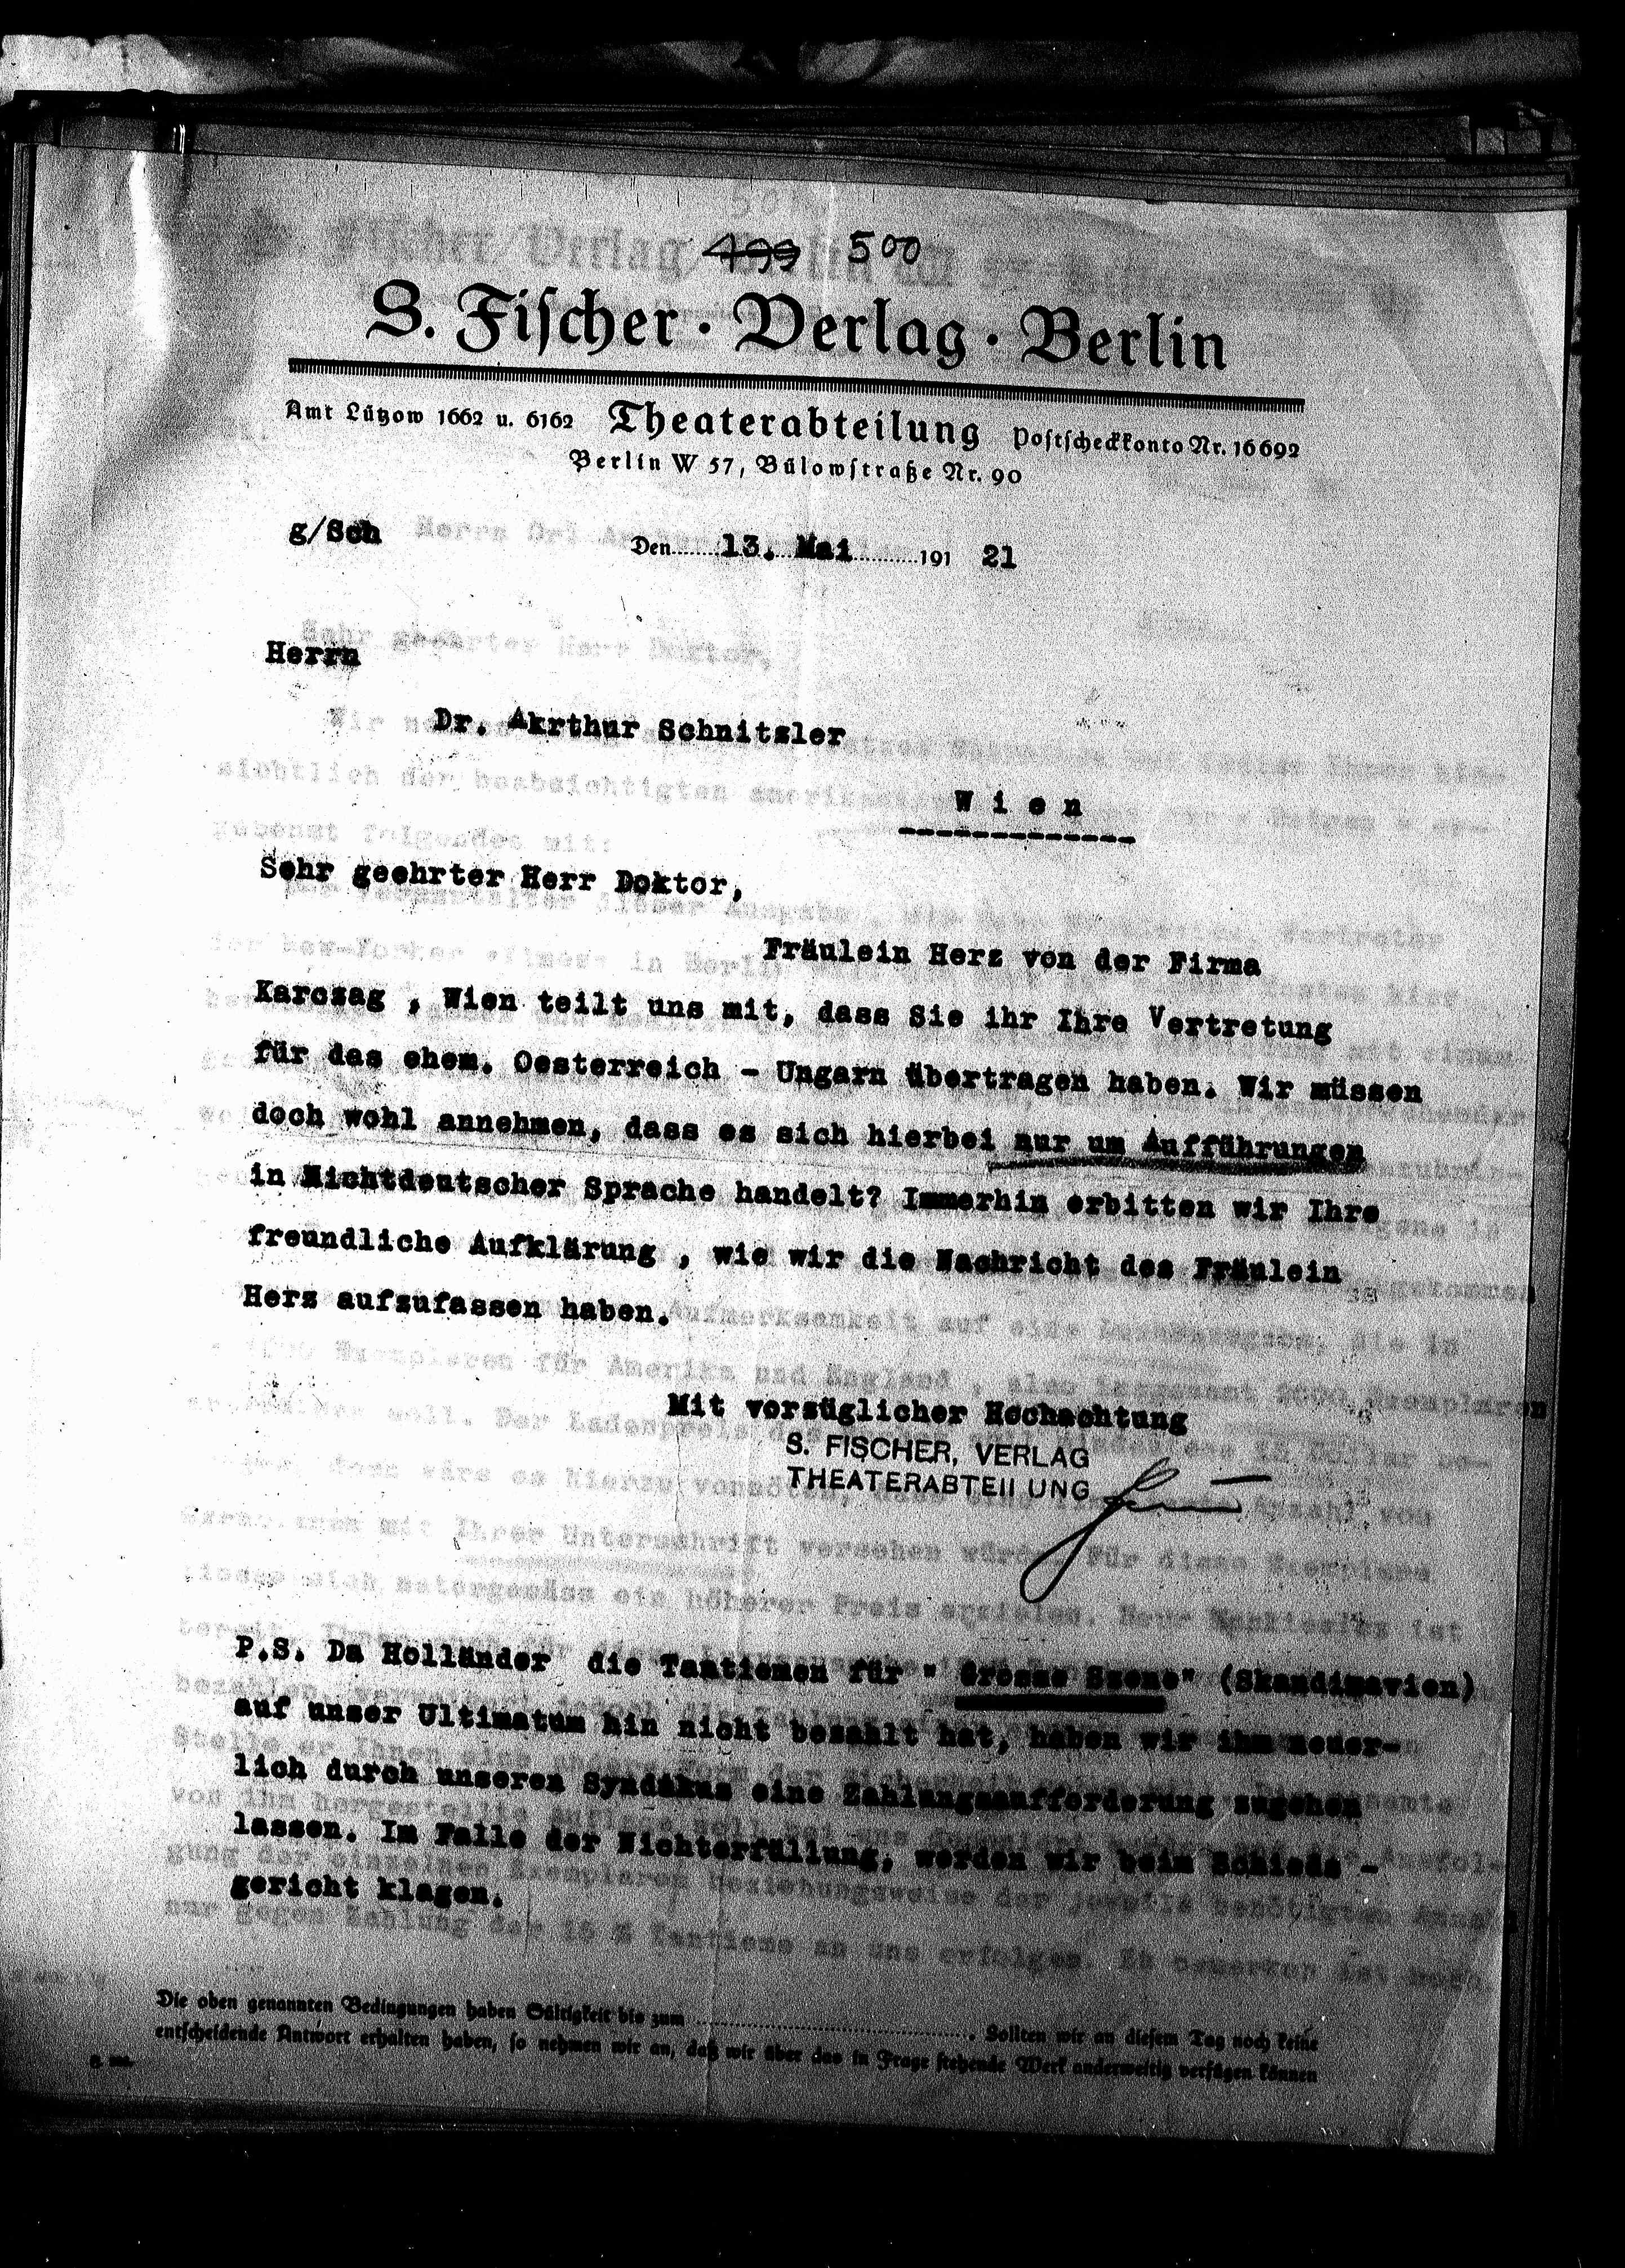 499 500
S. Fischer · Verlag · Berlin
Amt Lützow 1662 u. 6162 Theaterabteilung Postscheckkonto Nr. 16692
Berlin W 57, Bülowstraße Nr. 90
g/Sch Den 13. Mai 191 21
Herrn
Dr. Akrthur Schnitzler
W i e n
Sehr geehrter Herr Doktor,
Fräulein Herz von der Firma
Karczag , Wien teilt uns mit, dass Sie ihr Ihre Vertretung
für das ehem. Oesterreich - Ungarn übertragen haben. Wir müssen
doch wohl annehmen, dass es sich hierbei nur um Aufführungen
in Nichtdeutscher Sprache handelt? Immerhin erbitten wir Ihre
freundliche Aufklärung , wie wir die Nachricht des Fräulein
Herz aufzufassen haben.
Mit vorzüglicher Hochachtung
S. FISCHER, VERLAG
THEATERABTEILUNG
P.S. Da Holländer die Tantiemen für " Grosse Szene" (Skandinavien)
auf unser Ultimatum hin nicht bezahlt hat, haben wir ihm neuer-
lich durch unseren Syndikus eine Zahlungsaufforderung zugehen
lassen. Im Falle der Nichterfüllung, werden wir beim Schieds -
gericht klagen.
Die oben genannten Bedingungen haben Gültigkeit bis zum . Sollten wir an diesem Tag noch keine
entscheidende Antwort erhalten haben, so nehmen wir an, daß wir über das in Frage stehende Werk anderweitig verfügen können